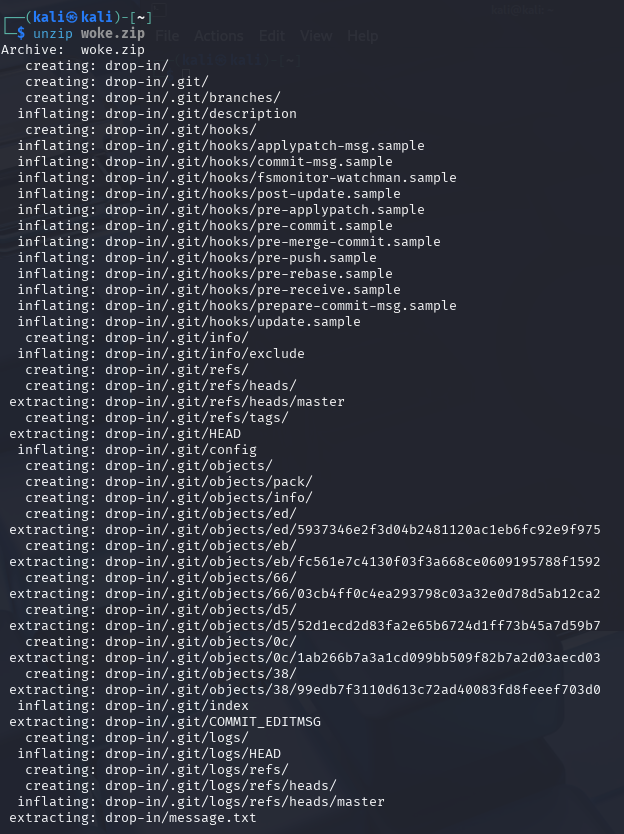 ┌──(kali㉿kali)-[~]
└─$ unzip woke.zip
File Actions Edit View Help
Archive:  woke.zip
   creating: drop-in/
   creating: drop-in/.git/
   creating: drop-in/.git/branches/
  inflating: drop-in/.git/description
   creating: drop-in/.git/hooks/
  inflating: drop-in/.git/hooks/applypatch-msg.sample
  inflating: drop-in/.git/hooks/commit-msg.sample
  inflating: drop-in/.git/hooks/fsmonitor-watchman.sample
  inflating: drop-in/.git/hooks/post-update.sample
  inflating: drop-in/.git/hooks/pre-applypatch.sample
  inflating: drop-in/.git/hooks/pre-commit.sample
  inflating: drop-in/.git/hooks/pre-merge-commit.sample
  inflating: drop-in/.git/hooks/pre-push.sample
  inflating: drop-in/.git/hooks/pre-rebase.sample
  inflating: drop-in/.git/hooks/pre-receive.sample
  inflating: drop-in/.git/hooks/prepare-commit-msg.sample
  inflating: drop-in/.git/hooks/update.sample
   creating: drop-in/.git/info/
  inflating: drop-in/.git/info/exclude
   creating: drop-in/.git/refs/
   creating: drop-in/.git/refs/heads/
 extracting: drop-in/.git/refs/heads/master
   creating: drop-in/.git/refs/tags/
 extracting: drop-in/.git/HEAD
  inflating: drop-in/.git/config
   creating: drop-in/.git/objects/
   creating: drop-in/.git/objects/pack/
   creating: drop-in/.git/objects/info/
   creating: drop-in/.git/objects/ed/
 extracting: drop-in/.git/objects/ed/5937346e2f3d04b2481120ac1eb6fc92e9f975
   creating: drop-in/.git/objects/eb/
 extracting: drop-in/.git/objects/eb/fc561e7c4130f03f3a668ce0609195788f1592
   creating: drop-in/.git/objects/66/
 extracting: drop-in/.git/objects/66/03cb4ff0c4ea293798c03a32e0d78d5ab12ca2
   creating: drop-in/.git/objects/d5/
 extracting: drop-in/.git/objects/d5/52d1ecd2d83fa2e65b6724d1ff73b45a7d59b7
   creating: drop-in/.git/objects/0c/
 extracting: drop-in/.git/objects/0c/1ab266b7a3a1cd099bb509f82b7a2d03aecd03
   creating: drop-in/.git/objects/38/
 extracting: drop-in/.git/objects/38/99edb7f3110d613c72ad40083fd8feeef703d0
  inflating: drop-in/.git/index
 extracting: drop-in/.git/COMMIT_EDITMSG
   creating: drop-in/.git/logs/
  inflating: drop-in/.git/logs/HEAD
   creating: drop-in/.git/logs/refs/
   creating: drop-in/.git/logs/refs/heads/
  inflating: drop-in/.git/logs/refs/heads/master
 extracting: drop-in/message.txt